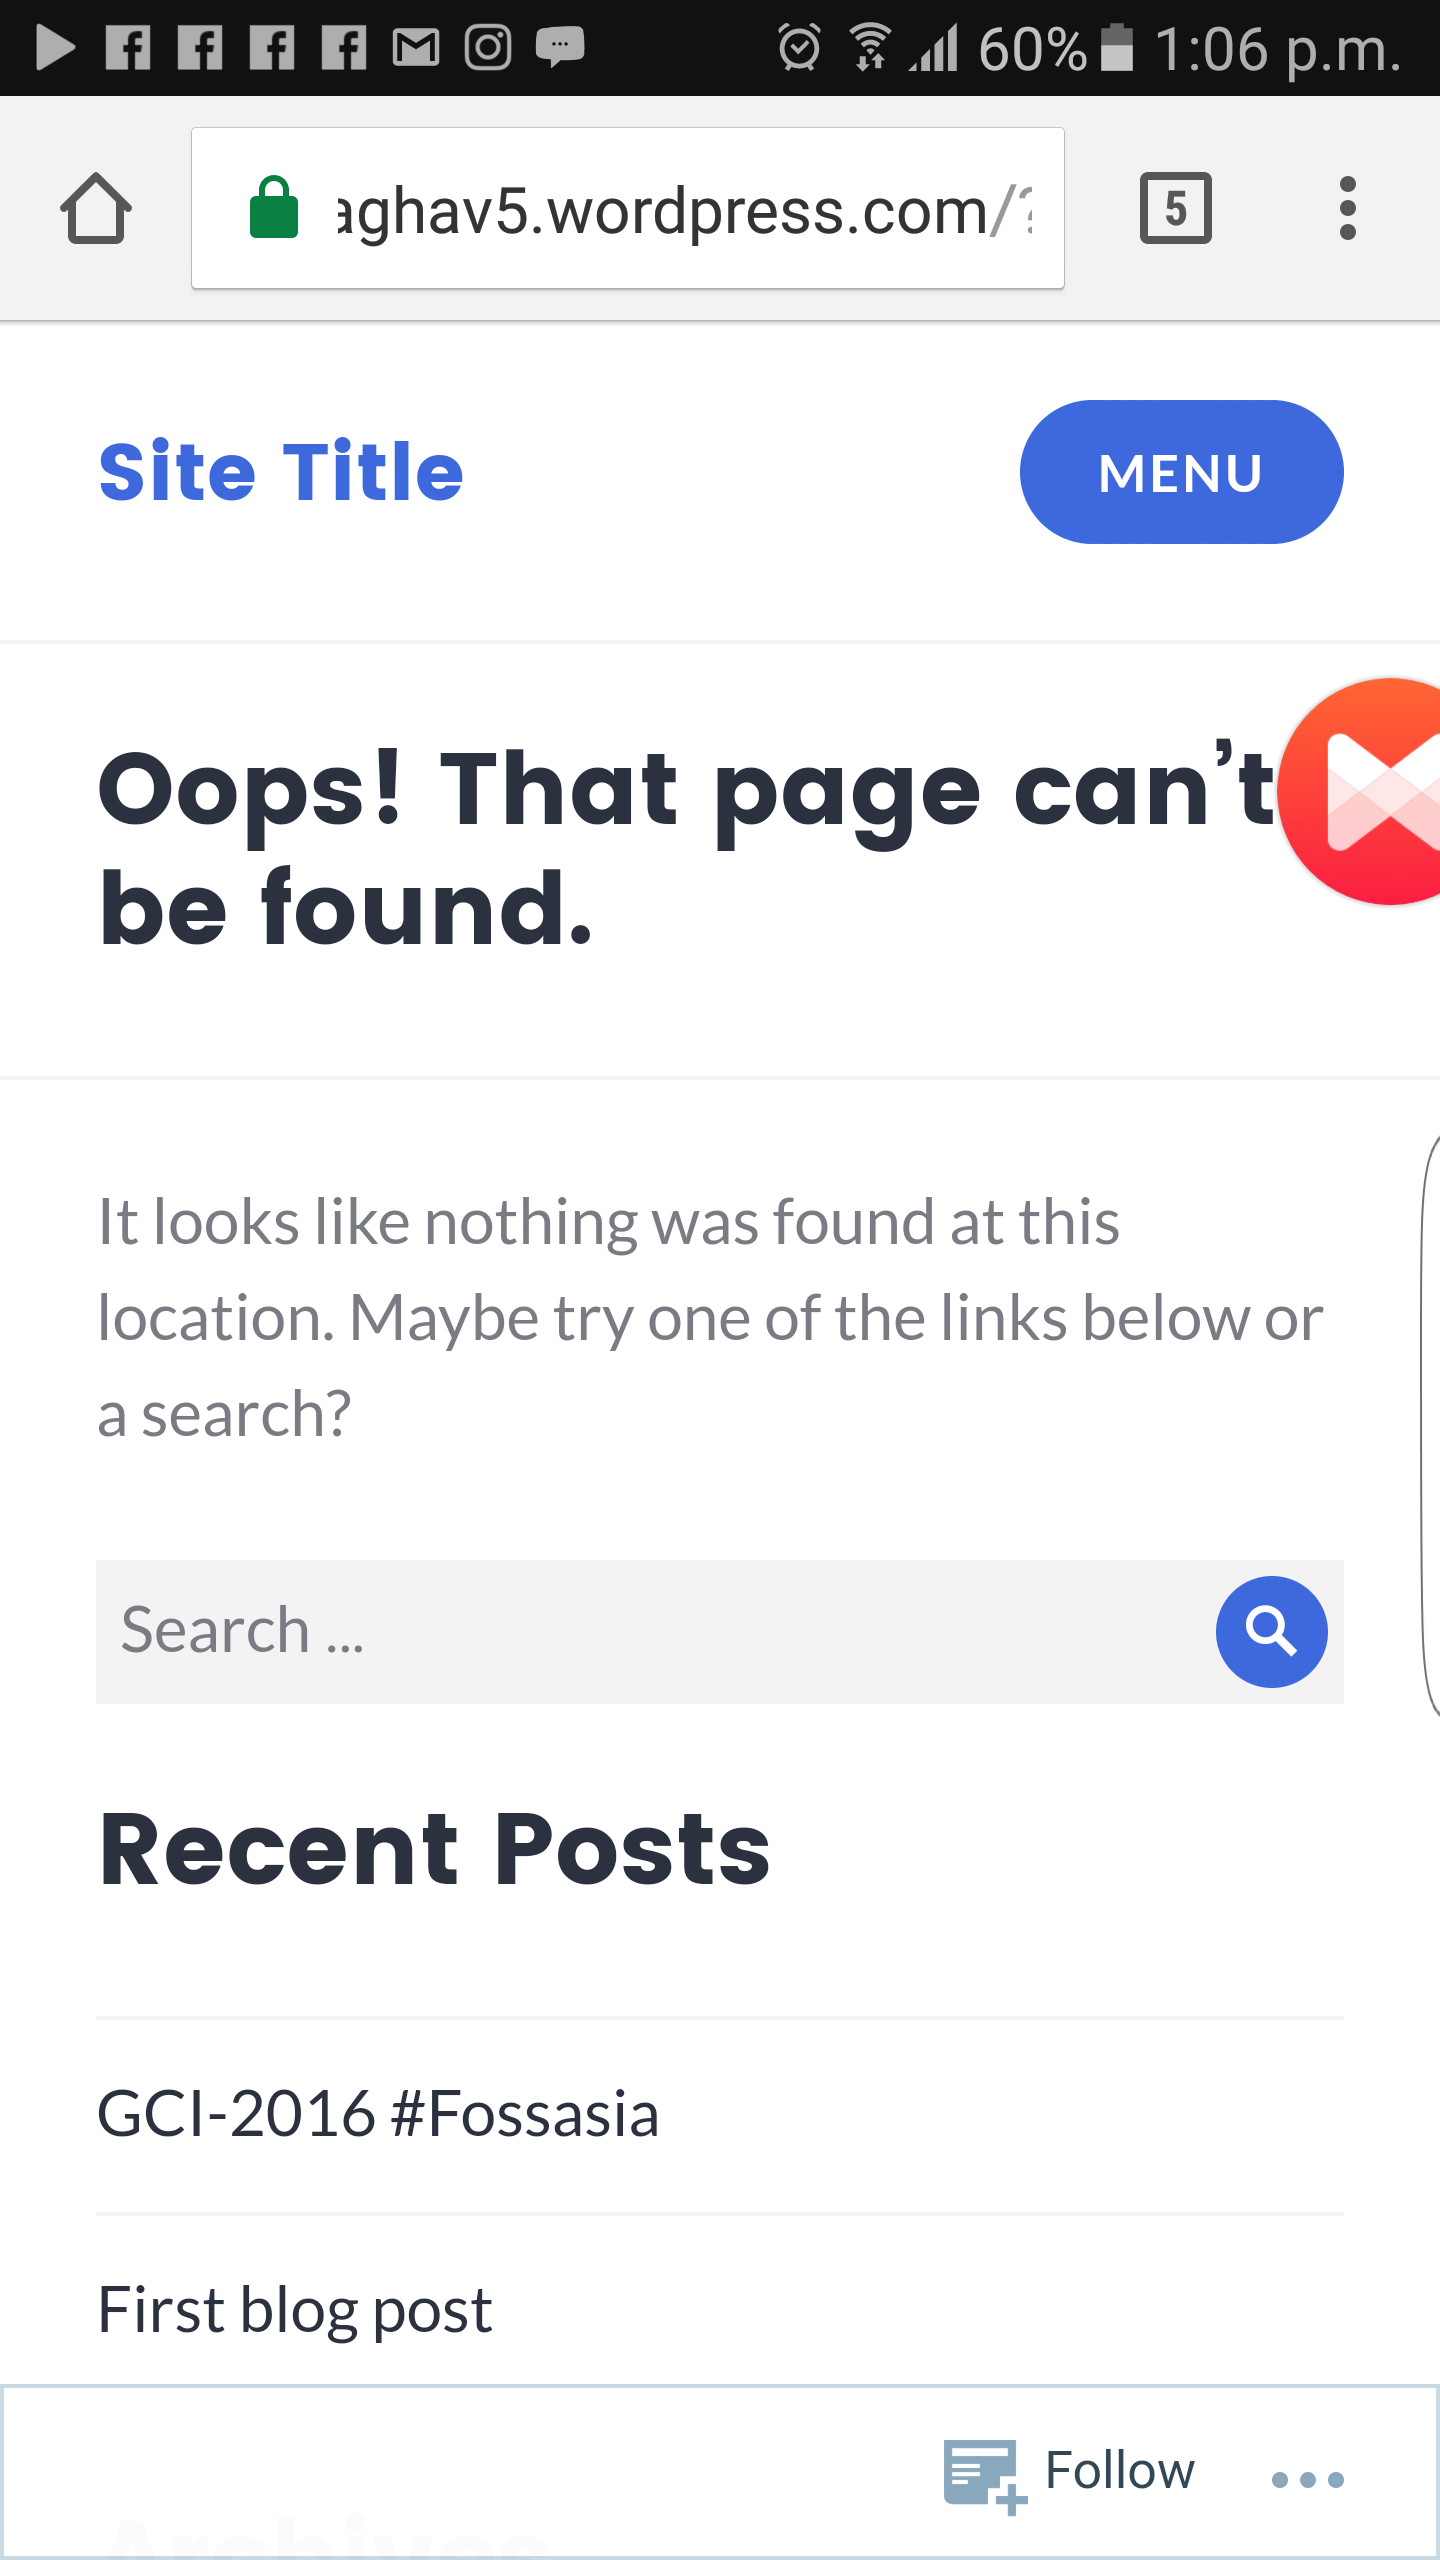 60% 1:06 p.m.
aghav5.wordpress.com/?
5
Site Title
MENU
Oops! That page can’t
be found.
It looks like nothing was found at this
location. Maybe try one of the links below or
a search?
Search ...
Recent Posts
GCI-2016 #Fossasia
First blog post
Follow
Archives